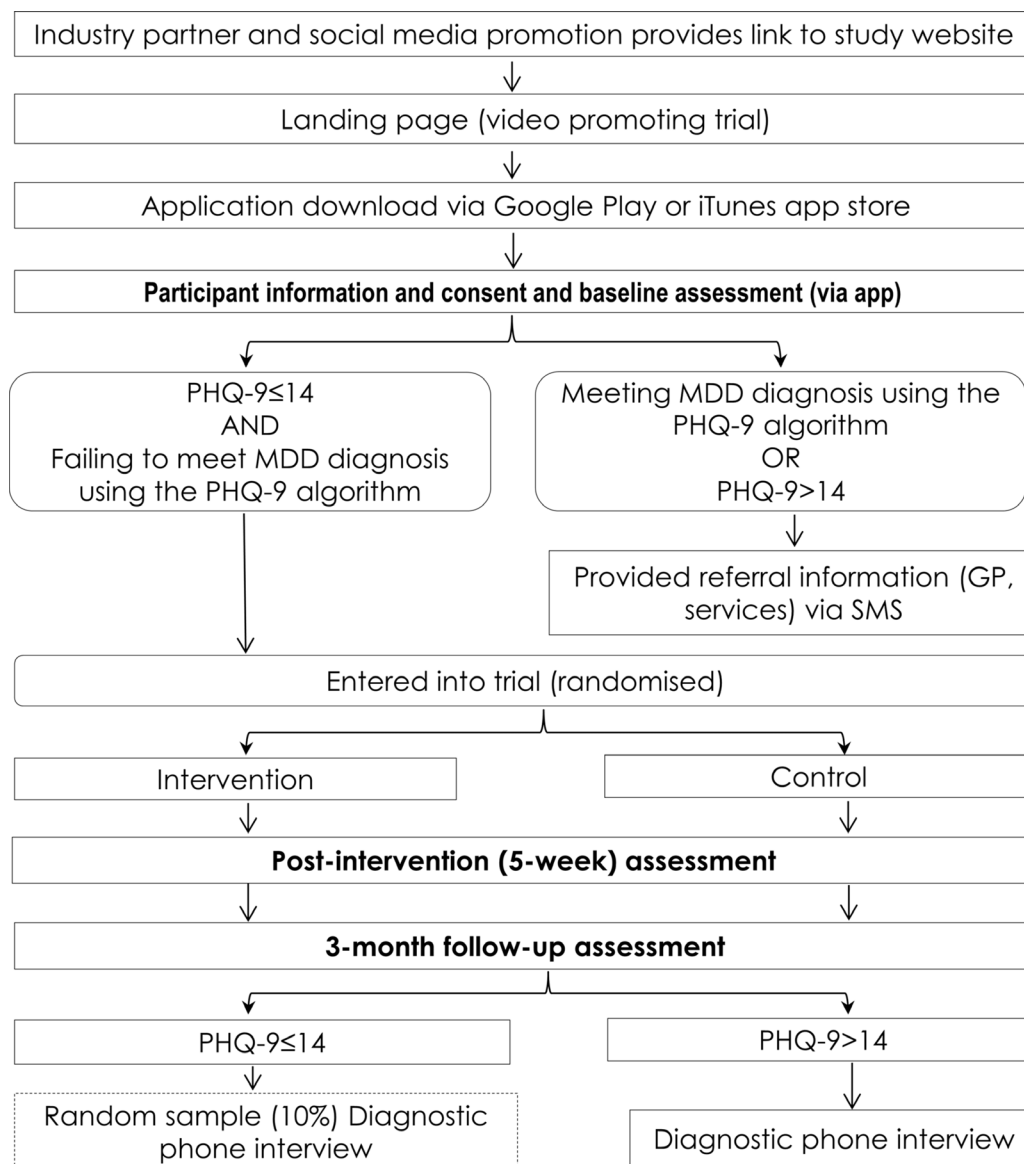 Industry partner and social media promotion provides link to study website
Landing page (video promoting trial)
Application download via Google Play or iTunes app store
Participant information and consent and baseline assessment (via app)
PHQ-9≤14
AND
Failing to meet MDD diagnosis
using the PHQ-9 algorithm
Meeting MDD diagnosis using the
PHQ-9 algorithm
OR
PHQ-9>14
Provided referral information (GP,
services) via SMS
Entered into trial (randomised)
Intervention
Control
Post-intervention (5-week) assessment
3-month follow-up assessment
PHQ-9≤14
PHQ-9>14
Random sample (10%) Diagnostic
phone interview
Diagnostic phone interview